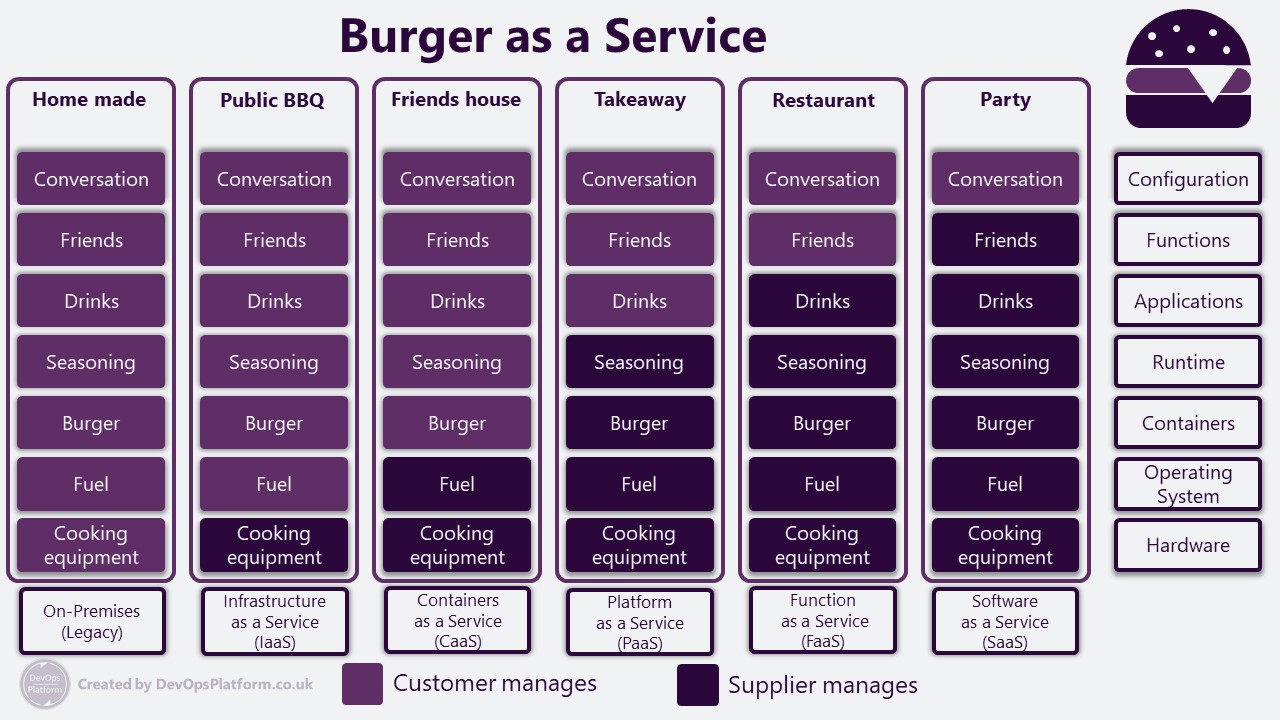 Burger as a Service
Home made
Public BBQ
Friends house
Takeaway
Restaurant
Party
Conversation
Conversation
Conversation
Conversation
Conversation
Conversation
Configuration
Friends
Friends
Friends
Friends
Friends
Friends
Functions
Drinks
Drinks
Drinks
Drinks
Drinks
Drinks
Applications
Seasoning
Seasoning
Seasoning
Seasoning
Seasoning
Seasoning
Runtime
Burger
Burger
Burger
Burger
Burger
Burger
Containers
Fuel
Fuel
Fuel
Fuel
Fuel
Fuel
Operating
System
Cooking
equipment
Cooking
equipment
Cooking
equipment
Cooking
equipment
Cooking
equipment
Cooking
equipment
Hardware
On-Premises
(Legacy)
Infrastructure
as a Service
(IaaS)
Containers
as a Service
(CaaS)
Platform
as a Service
(PaaS)
Function
as a Service
(FaaS)
Software
as a Service
(SaaS)
DevOps
Platform
Created by DevOpsPlatform.co.uk
Customer manages
Supplier manages